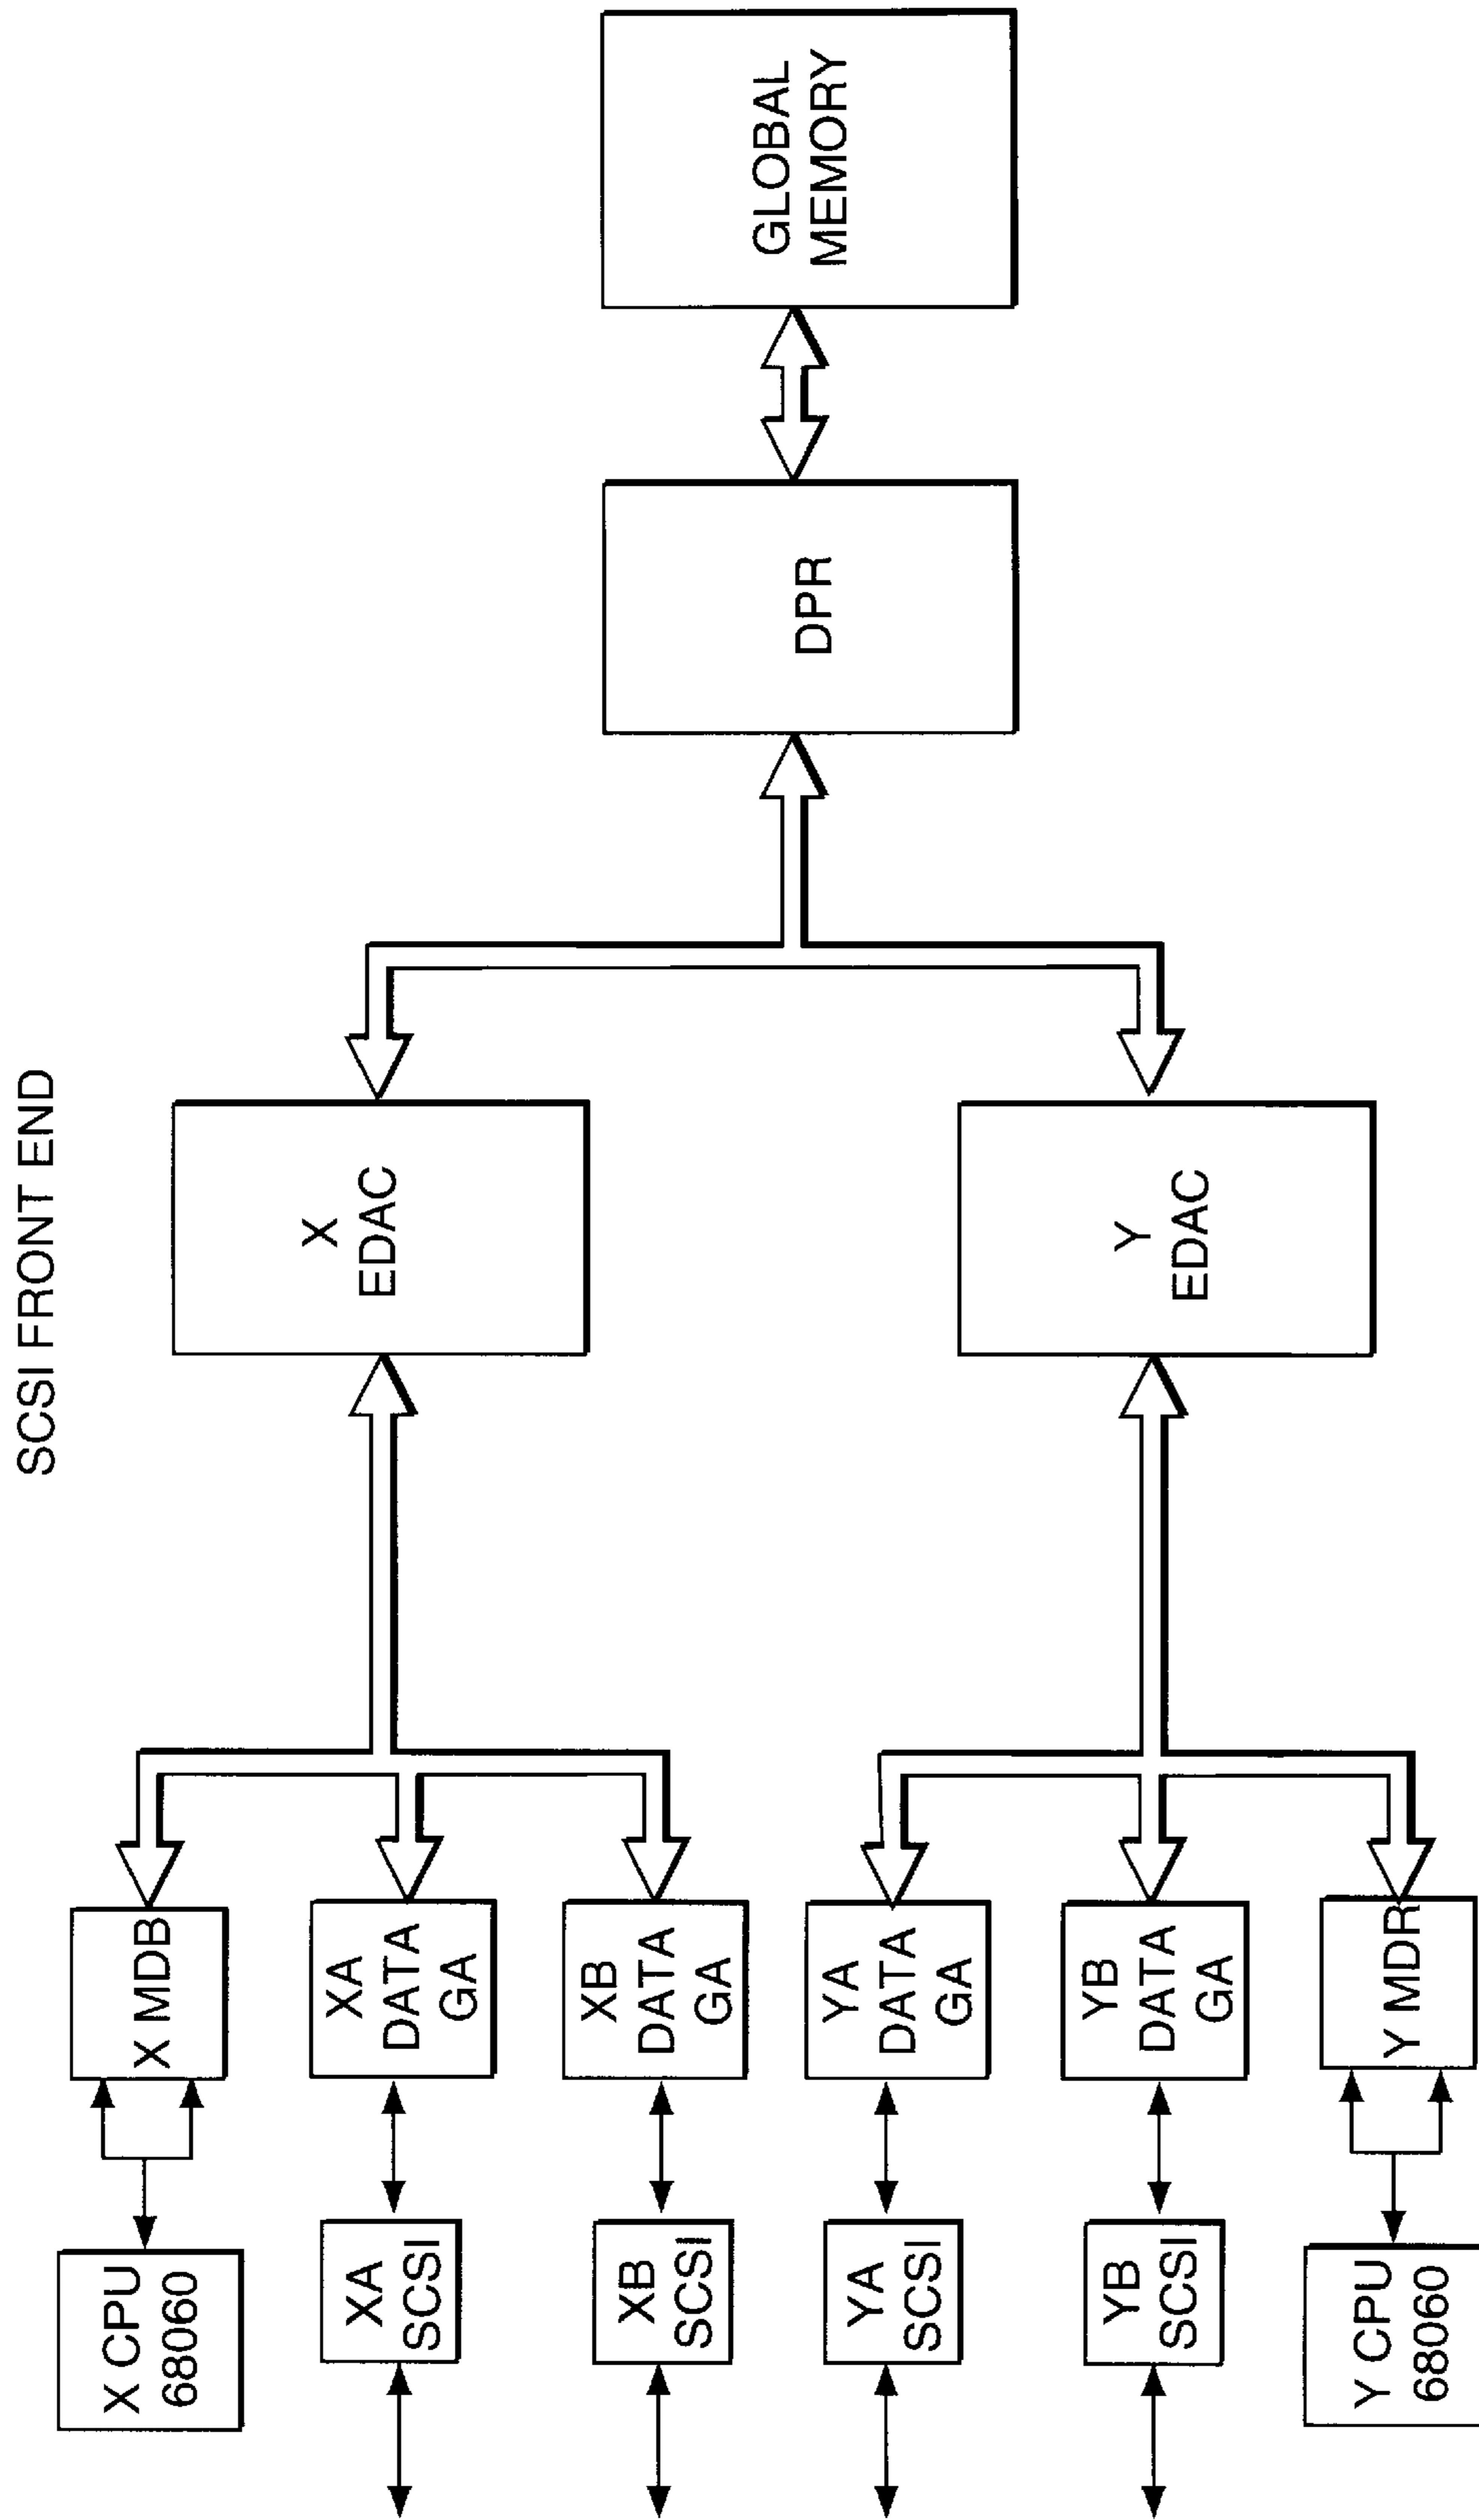 SCSI FRONT END
X CPU
68060
X MDB
XA
SCSI
XA
DATA
GA
X
EDAC
XB
SCSI
XB
DATA
GA
DPR
GLOBAL
MEMORY
YA
SCSI
YA
DATA
GA
YB
SCSI
YB
DATA
GA
Y
EDAC
Y CPU
68060
Y MDR